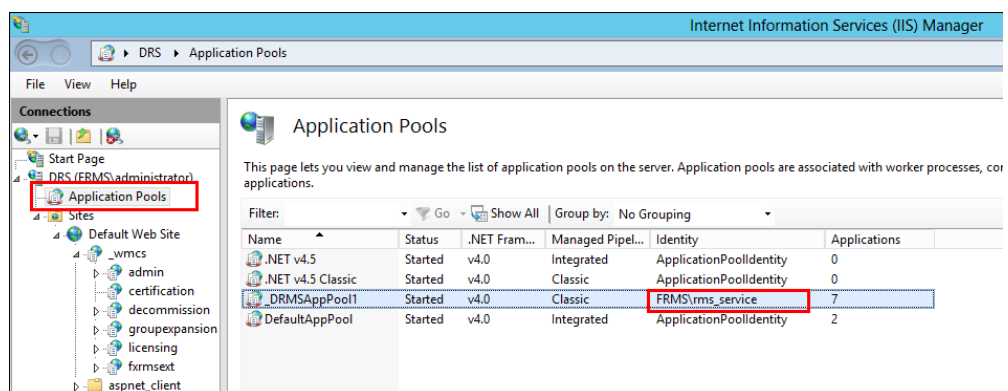 Internet Information Services (IIS) Manager
DRS Application Pools
File View Help
Connections
Start Page
DRS (FRMS\administrator)
Application Pools
Sites
Default Web Site
_wmcs
admin
certification
decommission
groupexpansion
licensing
fxrmsext
aspnet_client
Application Pools
This page lets you view and manage the list of application pools on the server. Application pools are associated with worker processes, con
applications.
Filter: Go Show All Group by: No Grouping
Name Status .NET Fram... Managed Pipel... Identity Applications
.NET v4.5 Started v4.0 Integrated ApplicationPoolIdentity 0
.NET v4.5 Classic Started v4.0 Classic ApplicationPoolIdentity 0
_DRMSAppPool1 Started v4.0 Classic FRMS\rms_service 7
DefaultAppPool Started v4.0 Integrated ApplicationPoolIdentity 2